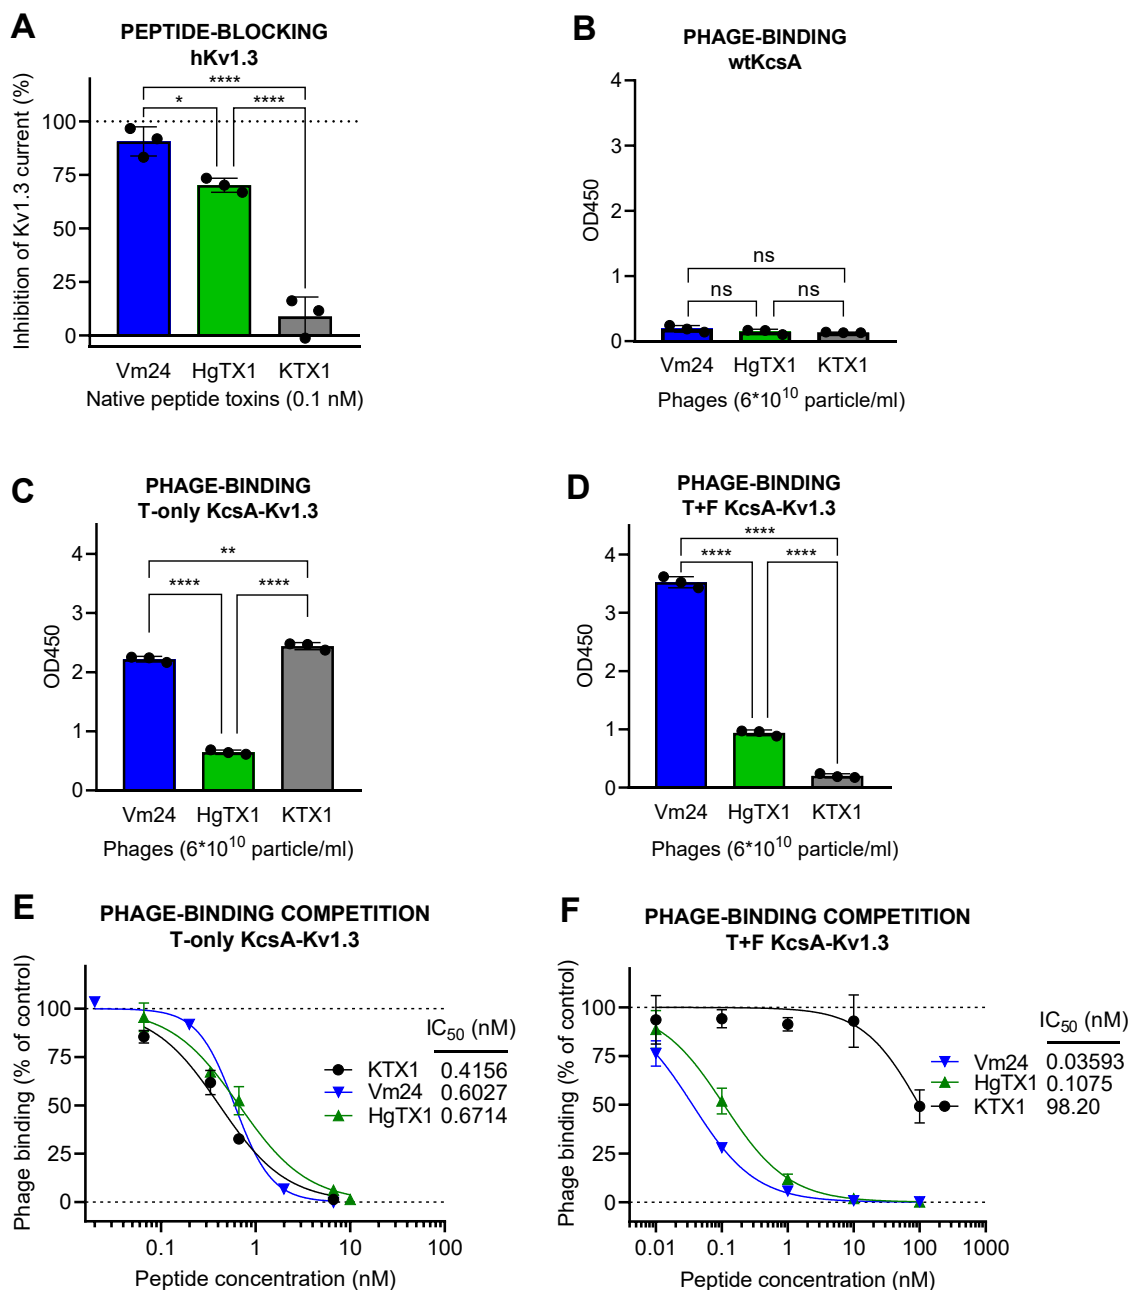 A
PEPTIDE-BLOCKING
hKv1.3
Inhibition of Kv1.3 current (%)
****
*
****
100
75
50
25
0
Vm24 HgTX1 KTX1
Native peptide toxins (0.1 nM)
B
PHAGE-BINDING
wtKcsA
OD450
4
3
2
1
0
ns
ns
ns
Vm24 HgTX1 KTX1
Phages (6*10^10 particle/ml)
C
PHAGE-BINDING
T-only KcsA-Kv1.3
OD450
4
3
2
1
0
**
****
****
Vm24 HgTX1 KTX1
Phages (6*10^10 particle/ml)
D
PHAGE-BINDING
T+F KcsA-Kv1.3
OD450
4
3
2
1
0
****
****
****
Vm24 HgTX1 KTX1
Phages (6*10^10 particle/ml)
E
PHAGE-BINDING COMPETITION
T-only KcsA-Kv1.3
Phage binding (% of control)
100
75
50
25
0
IC50 (nM)
KTX1 0.4156
Vm24 0.6027
HgTX1 0.6714
0.1 1 10 100
Peptide concentration (nM)
F
PHAGE-BINDING COMPETITION
T+F KcsA-Kv1.3
Phage binding (% of control)
100
75
50
25
0
IC50 (nM)
Vm24 0.03593
HgTX1 0.1075
KTX1 98.20
0.01 0.1 1 10 100 1000
Peptide concentration (nM)